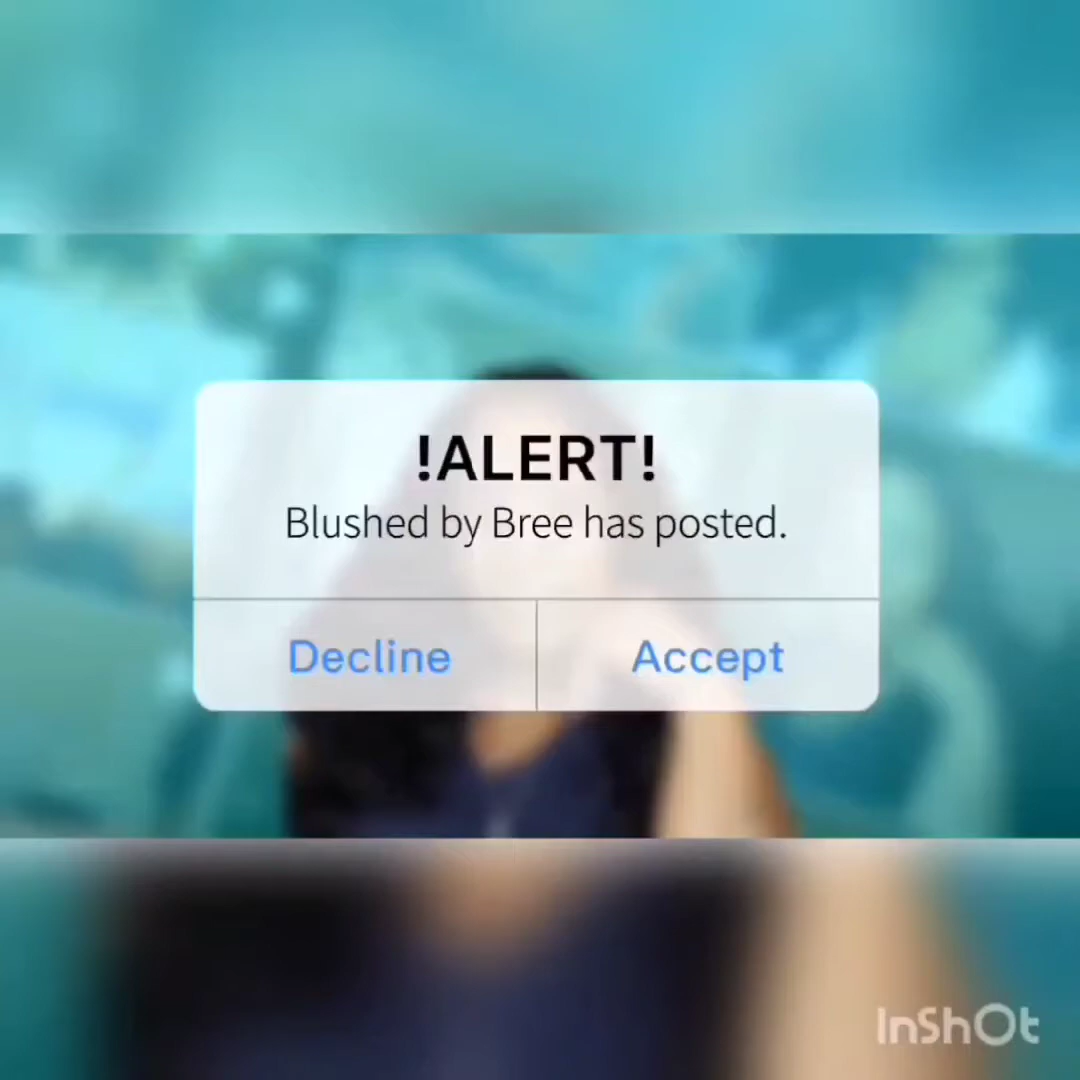 !ALERT!
Blushed by Bree has posted.
Decline
Accept
InShOt